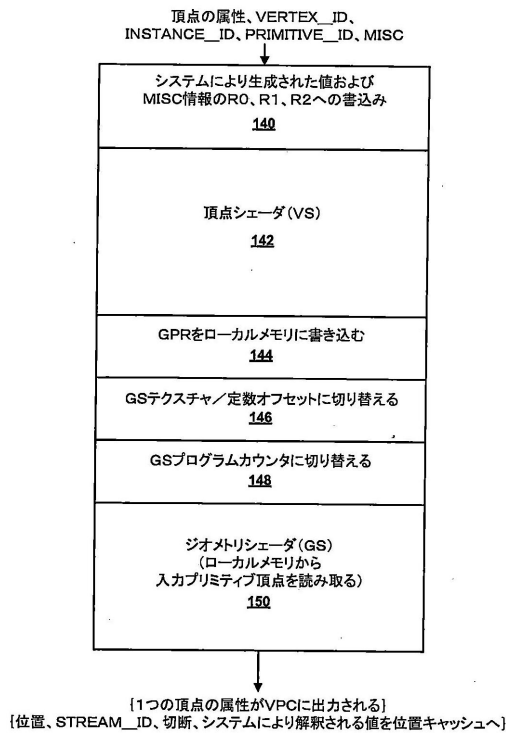 頂点の属性、VERTEX__ID、
INSTANCE__ID、PRIMITIVE__ID、MISC
システムにより生成された値および
MISC情報のR0、R1、R2への書込み
140
頂点シェーダ(VS)
142
GPRをローカルメモリに書き込む
144
GSテクスチャ/定数オフセットに切り替える
146
GSプログラムカウンタに切り替える
148
ジオメトリシェーダ(GS)
(ローカルメモリから
入力プリミティブ頂点を読み取る)
150
{1つの頂点の属性がVPCに出力される}
{位置、STREAM__ID、切断、システムにより解釈される値を位置キャッシュへ}